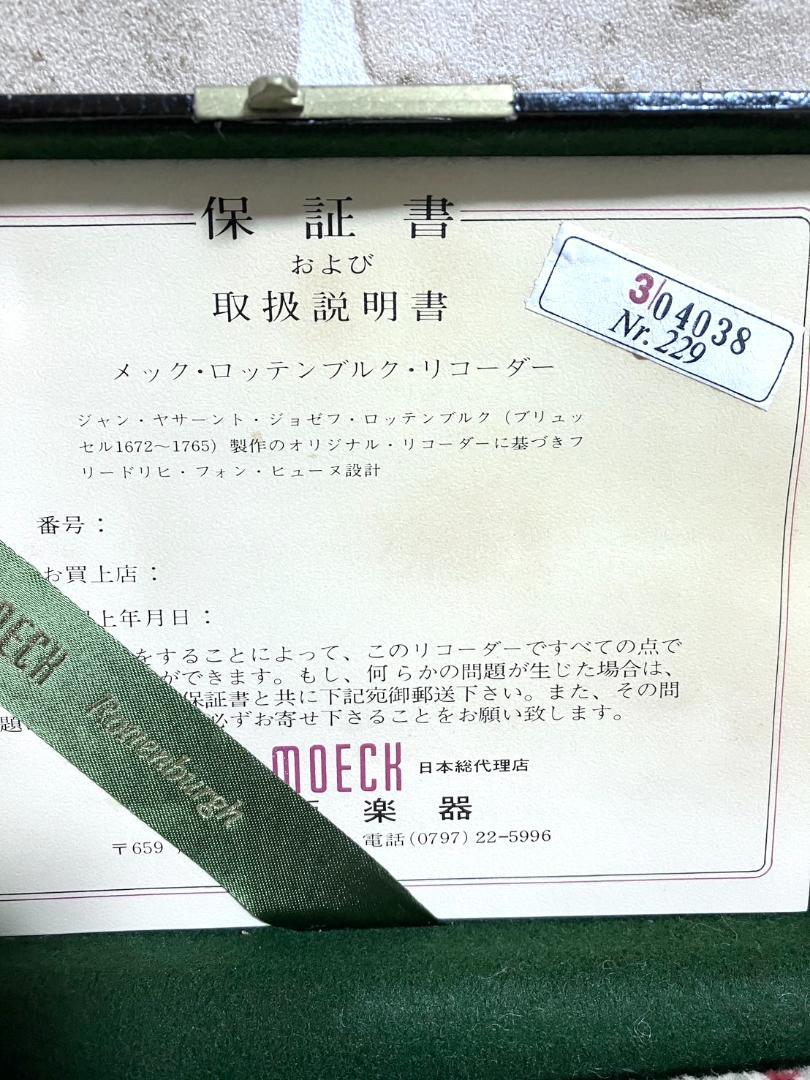 保証書
および
取扱説明書
3/04038
Nr. 229
メック・ロッテンブルク・リコーダー
ジャン・ヤサーント・ジョゼフ・ロッテンブルク（ブリュッ
セル1672〜1765）製作のオリジナル・リコーダーに基づきフ
リードリヒ・フォン・ヒューヌ設計
番号：
お買上店：
上年月日：
をすることによって、このリコーダーですべての点で
ができます。もし、何らかの問題が生じた場合は、
保証書と共に下記宛御郵送下さい。また、その問
題 必ずお寄せ下さることをお願い致します。
MOECK 日本総代理店
楽器
〒659 電話(0797) 22-5996
MOECK Rottenburgh